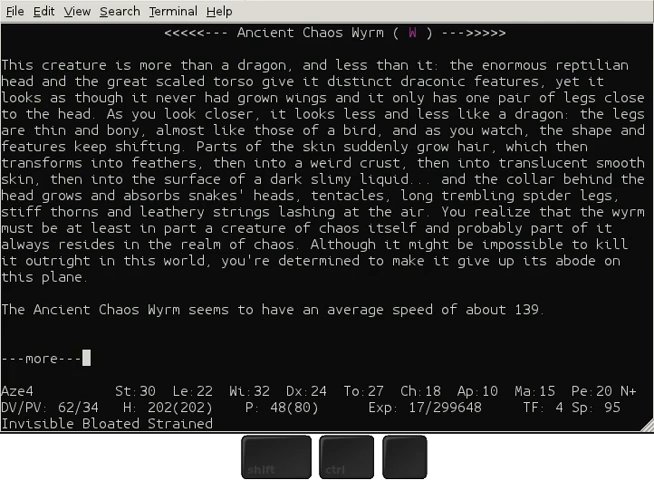 File Edit View Search Terminal Help
<<<<<--- Ancient Chaos Wyrm ( W ) --->>>>>
This creature is more than a dragon, and less than it: the enormous reptilian
head and the great scaled torso give it distinct draconic features, yet it
looks as though it never had grown wings and it only has one pair of legs close
to the head. As you look closer, it looks less and less like a dragon: the legs
are thin and bony, almost like those of a bird, and as you watch, the shape and
features keep shifting. Parts of the skin suddenly grow hair, which then
transforms into feathers, then into a weird crust, then into translucent smooth
skin, then into the surface of a dark slimy liquid... and the collar behind the
head grows and absorbs snakes' heads, tentacles, long trembling spider legs,
stiff thorns and leathery strings lashing at the air. You realize that the wyrm
must be at least in part a creature of chaos itself and probably part of it
always resides in the realm of chaos. Although it might be impossible to kill
it outright in this world, you're determined to make it give up its abode on
this plane.
The Ancient Chaos Wyrm seems to have an average speed of about 139.
---more---
Aze4 St:30 Le:22 Wi:32 Dx:24 To:27 Ch:18 Ap:10 Ma:15 Pe:20 N+
DV/PV: 62/34 H: 202(202) P: 48(80) Exp: 17/299648 TF: 4 Sp: 95
Invisible Bloated Strained
shift ctrl